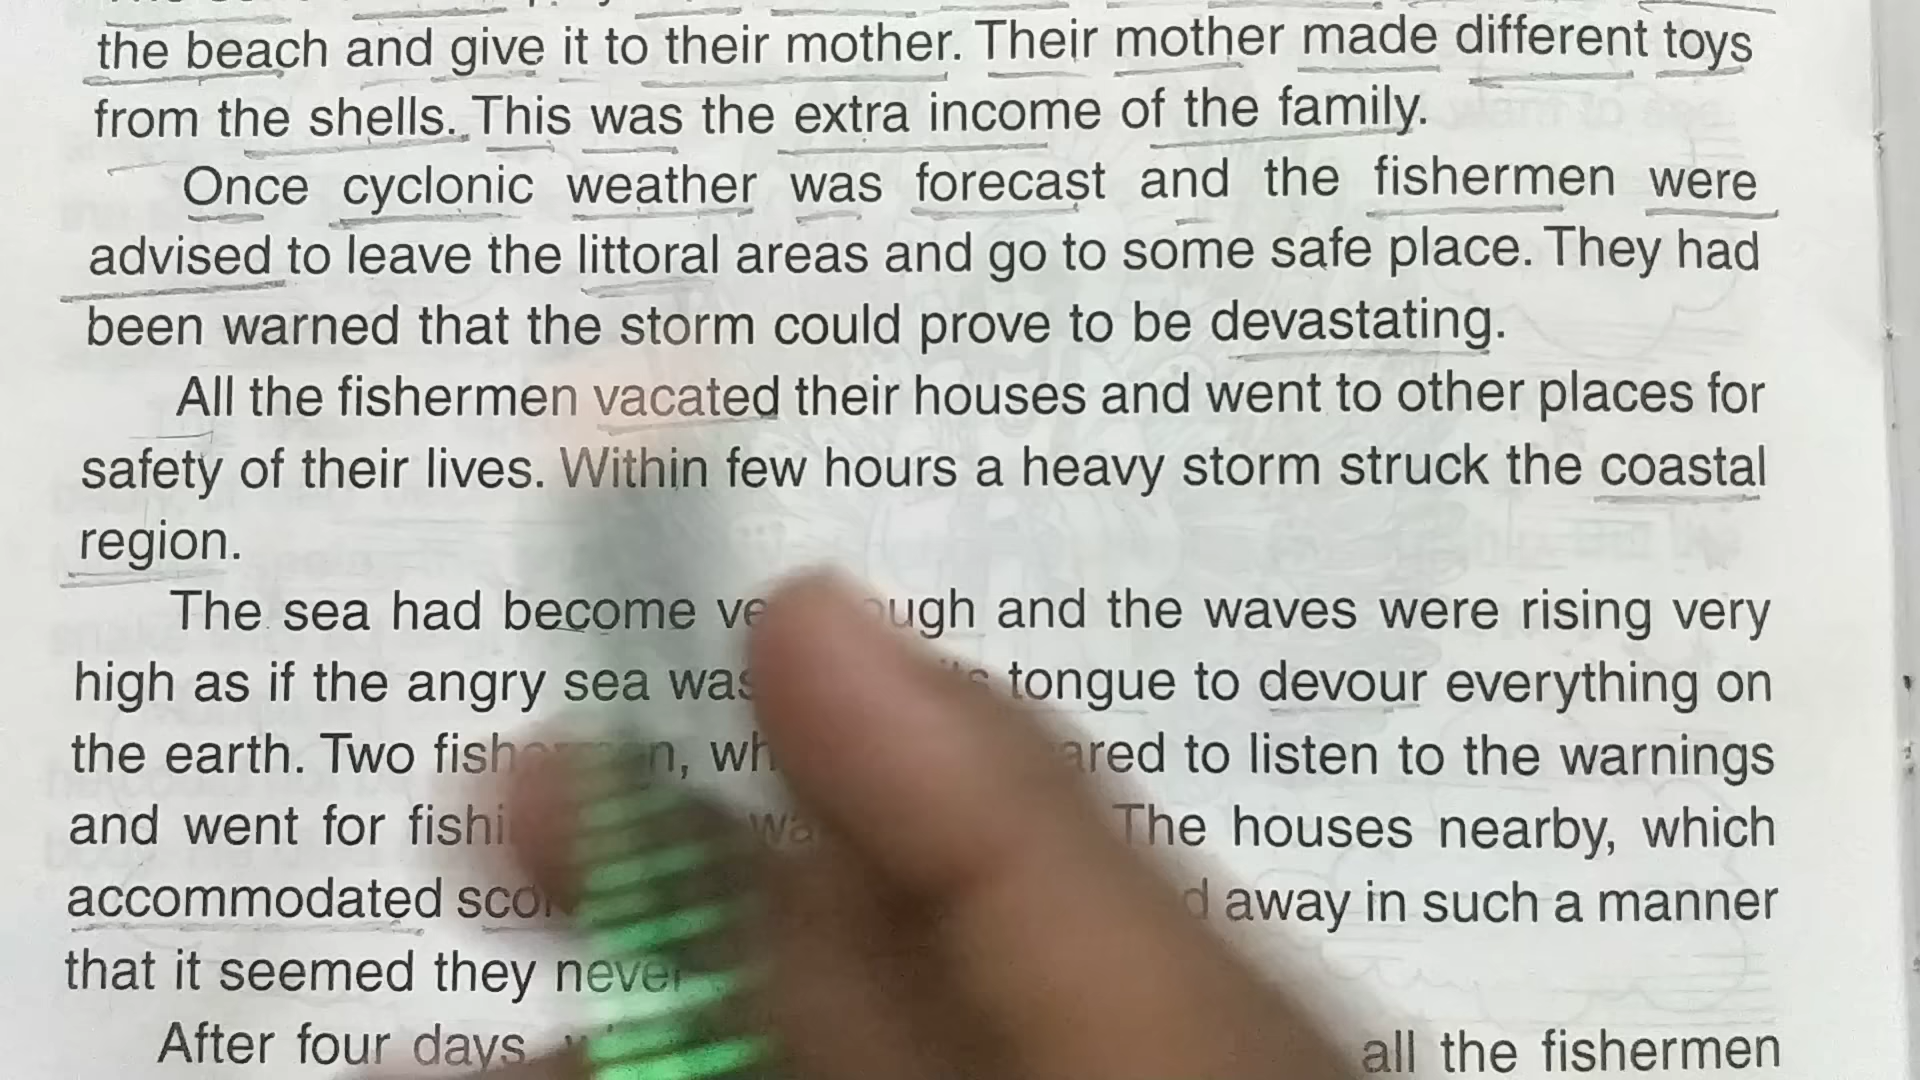 the beach and give it to their mother. Their mother made different toys
from the shells. This was the extra income of the family.
Once cyclonic weather was forecast and the fishermen were
advised to leave the littoral areas and go to some safe place. They had
been warned that the storm could prove to be devastating.
All the fishermen vacated their houses and went to other places for
safety of their lives. Within few hours a heavy storm struck the coastal
region.
The sea had become and the waves were rising very
high as if the angry sea was tongue to devour everything on
the earth. Two to listen to the warnings
and went for The houses nearby, which
accommodated away in such a manner
that it seemed they never
After four days all the fishermen